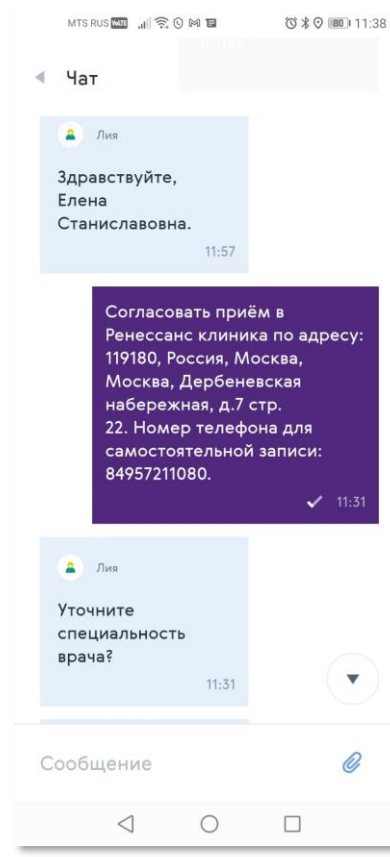 MTS RUS VoLTE 80 11:38
Чат
Лия
Здравствуйте,
Елена
Станиславовна.
11:57
Согласовать приём в
Ренессанс клиника по адресу:
119180, Россия, Москва,
Москва, Дербеневская
набережная, д.7 стр.
22. Номер телефона для
самостоятельной записи:
84957211080.
11:31
Лия
Уточните
специальность
врача?
11:31
Сообщение